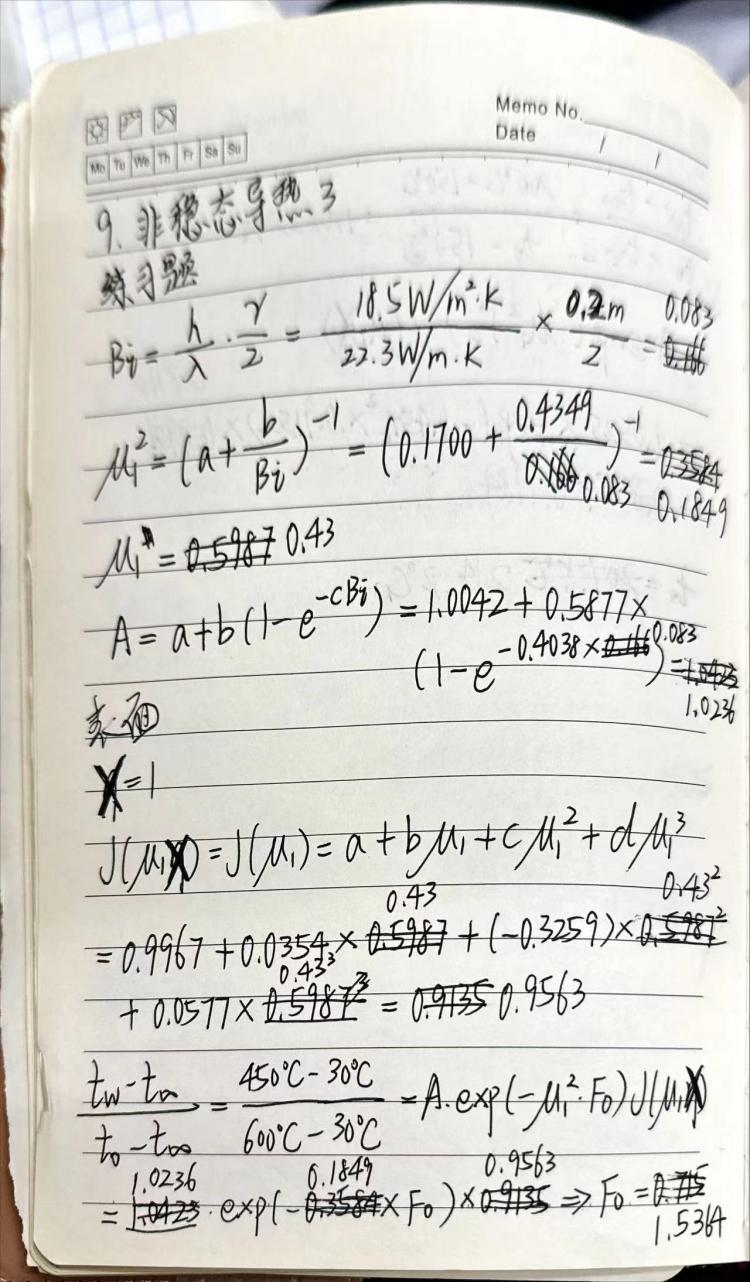 Memo No.
Date / /
Mo Tu We Th Fr Sa Su
9. 非稳态导热 3
练习题
Bi = h/λ · r/2 = 18.5W/m²·K / 22.3W/m·K × 0.2m/2 = ~~0.166~~ 0.083
μ₁² = (a + b/Bi)⁻¹ = (0.1700 + 0.4349/~~0.166~~ 0.083)⁻¹ = ~~0.3584~~ 0.1849
μ₁ = ~~0.5987~~ 0.43
A = a+b(1-e^(-cBi)) = 1.0042 + 0.5877×
(1-e^(-0.4038×~~0.166~~ 0.083)) = ~~1.0423~~ 1.0236
表面
X=1
J(μ₁X) = J(μ₁) = a + bμ₁ + cμ₁² + dμ₁³
= 0.9967 + 0.0354 × ~~0.5987~~ 0.43 + (-0.3259) × ~~0.5987²~~ 0.43²
+ 0.0577 × ~~0.5987³~~ 0.43³ = ~~0.9135~~ 0.9563
tw-t∞ / t₀-t∞ = 450°C-30°C / 600°C-30°C = A·exp(-μ₁²·F₀)J(μ₁X)
= ~~1.0423~~ 1.0236 · exp(-~~0.3584~~ 0.1849 × F₀) × ~~0.9135~~ 0.9563 ⇒ F₀ = ~~0.715~~ 1.5364